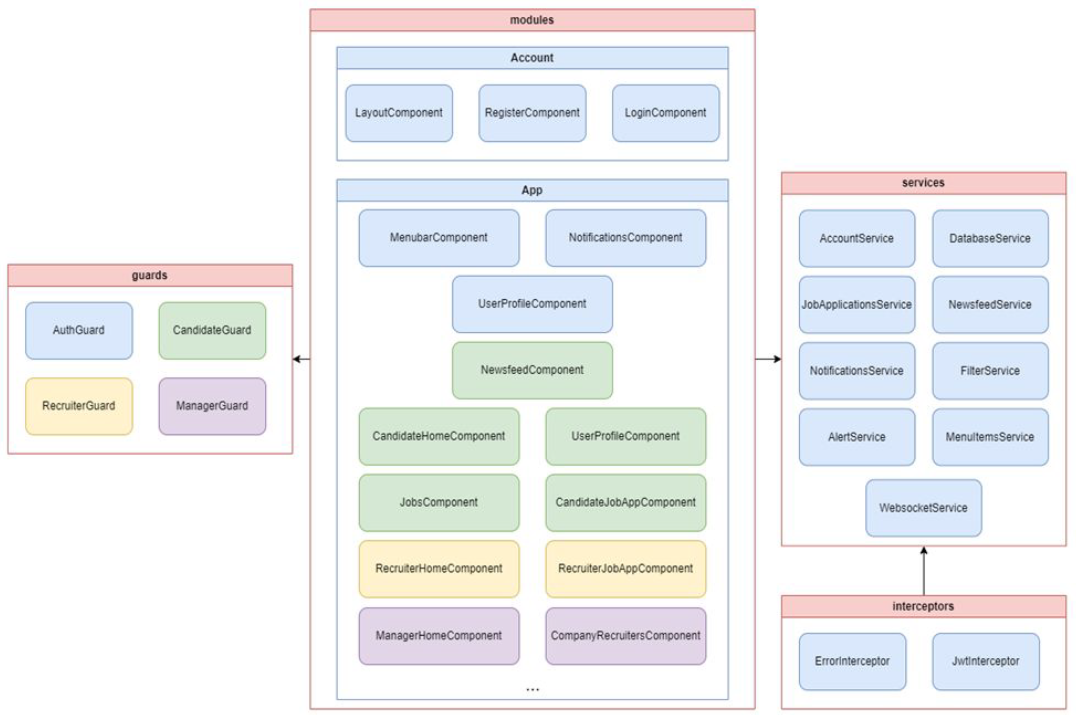 modules
Account
LayoutComponent
RegisterComponent
LoginComponent
App
MenubarComponent
NotificationsComponent
UserProfileComponent
NewsfeedComponent
CandidateHomeComponent
UserProfileComponent
JobsComponent
CandidateJobAppComponent
RecruiterHomeComponent
RecruiterJobAppComponent
ManagerHomeComponent
CompanyRecruitersComponent
...
guards
AuthGuard
CandidateGuard
RecruiterGuard
ManagerGuard
services
AccountService
DatabaseService
JobApplicationsService
NewsfeedService
NotificationsService
FilterService
AlertService
MenuItemsService
WebsocketService
interceptors
ErrorInterceptor
JwtInterceptor